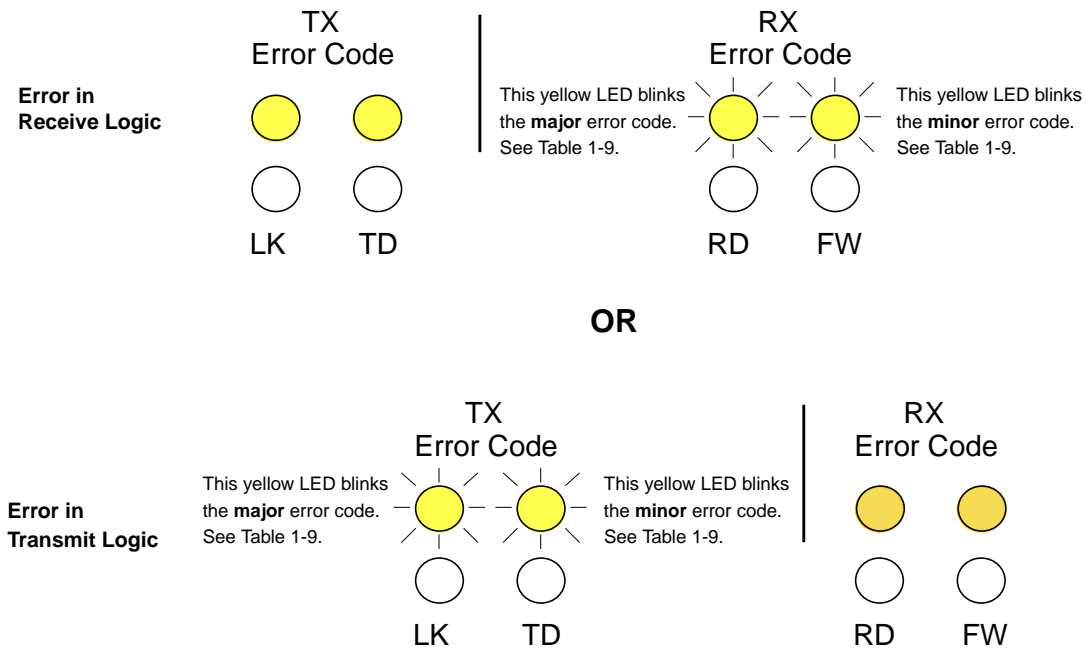 TX
Error Code
RX
Error Code
Error in
Receive Logic
This yellow LED blinks
the major error code.
See Table 1-9.
This yellow LED blinks
the minor error code.
See Table 1-9.
LK
TD
RD
FW
OR
TX
Error Code
RX
Error Code
Error in
Transmit Logic
This yellow LED blinks
the major error code.
See Table 1-9.
This yellow LED blinks
the minor error code.
See Table 1-9.
LK
TD
RD
FW